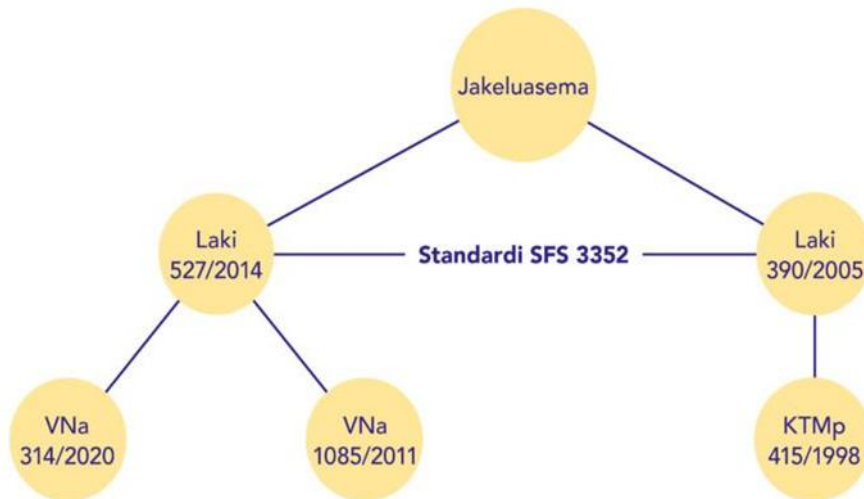 Jakeluasema
Laki
527/2014
Standardi SFS 3352
Laki
390/2005
VNa
314/2020
VNa
1085/2011
KTMp
415/1998